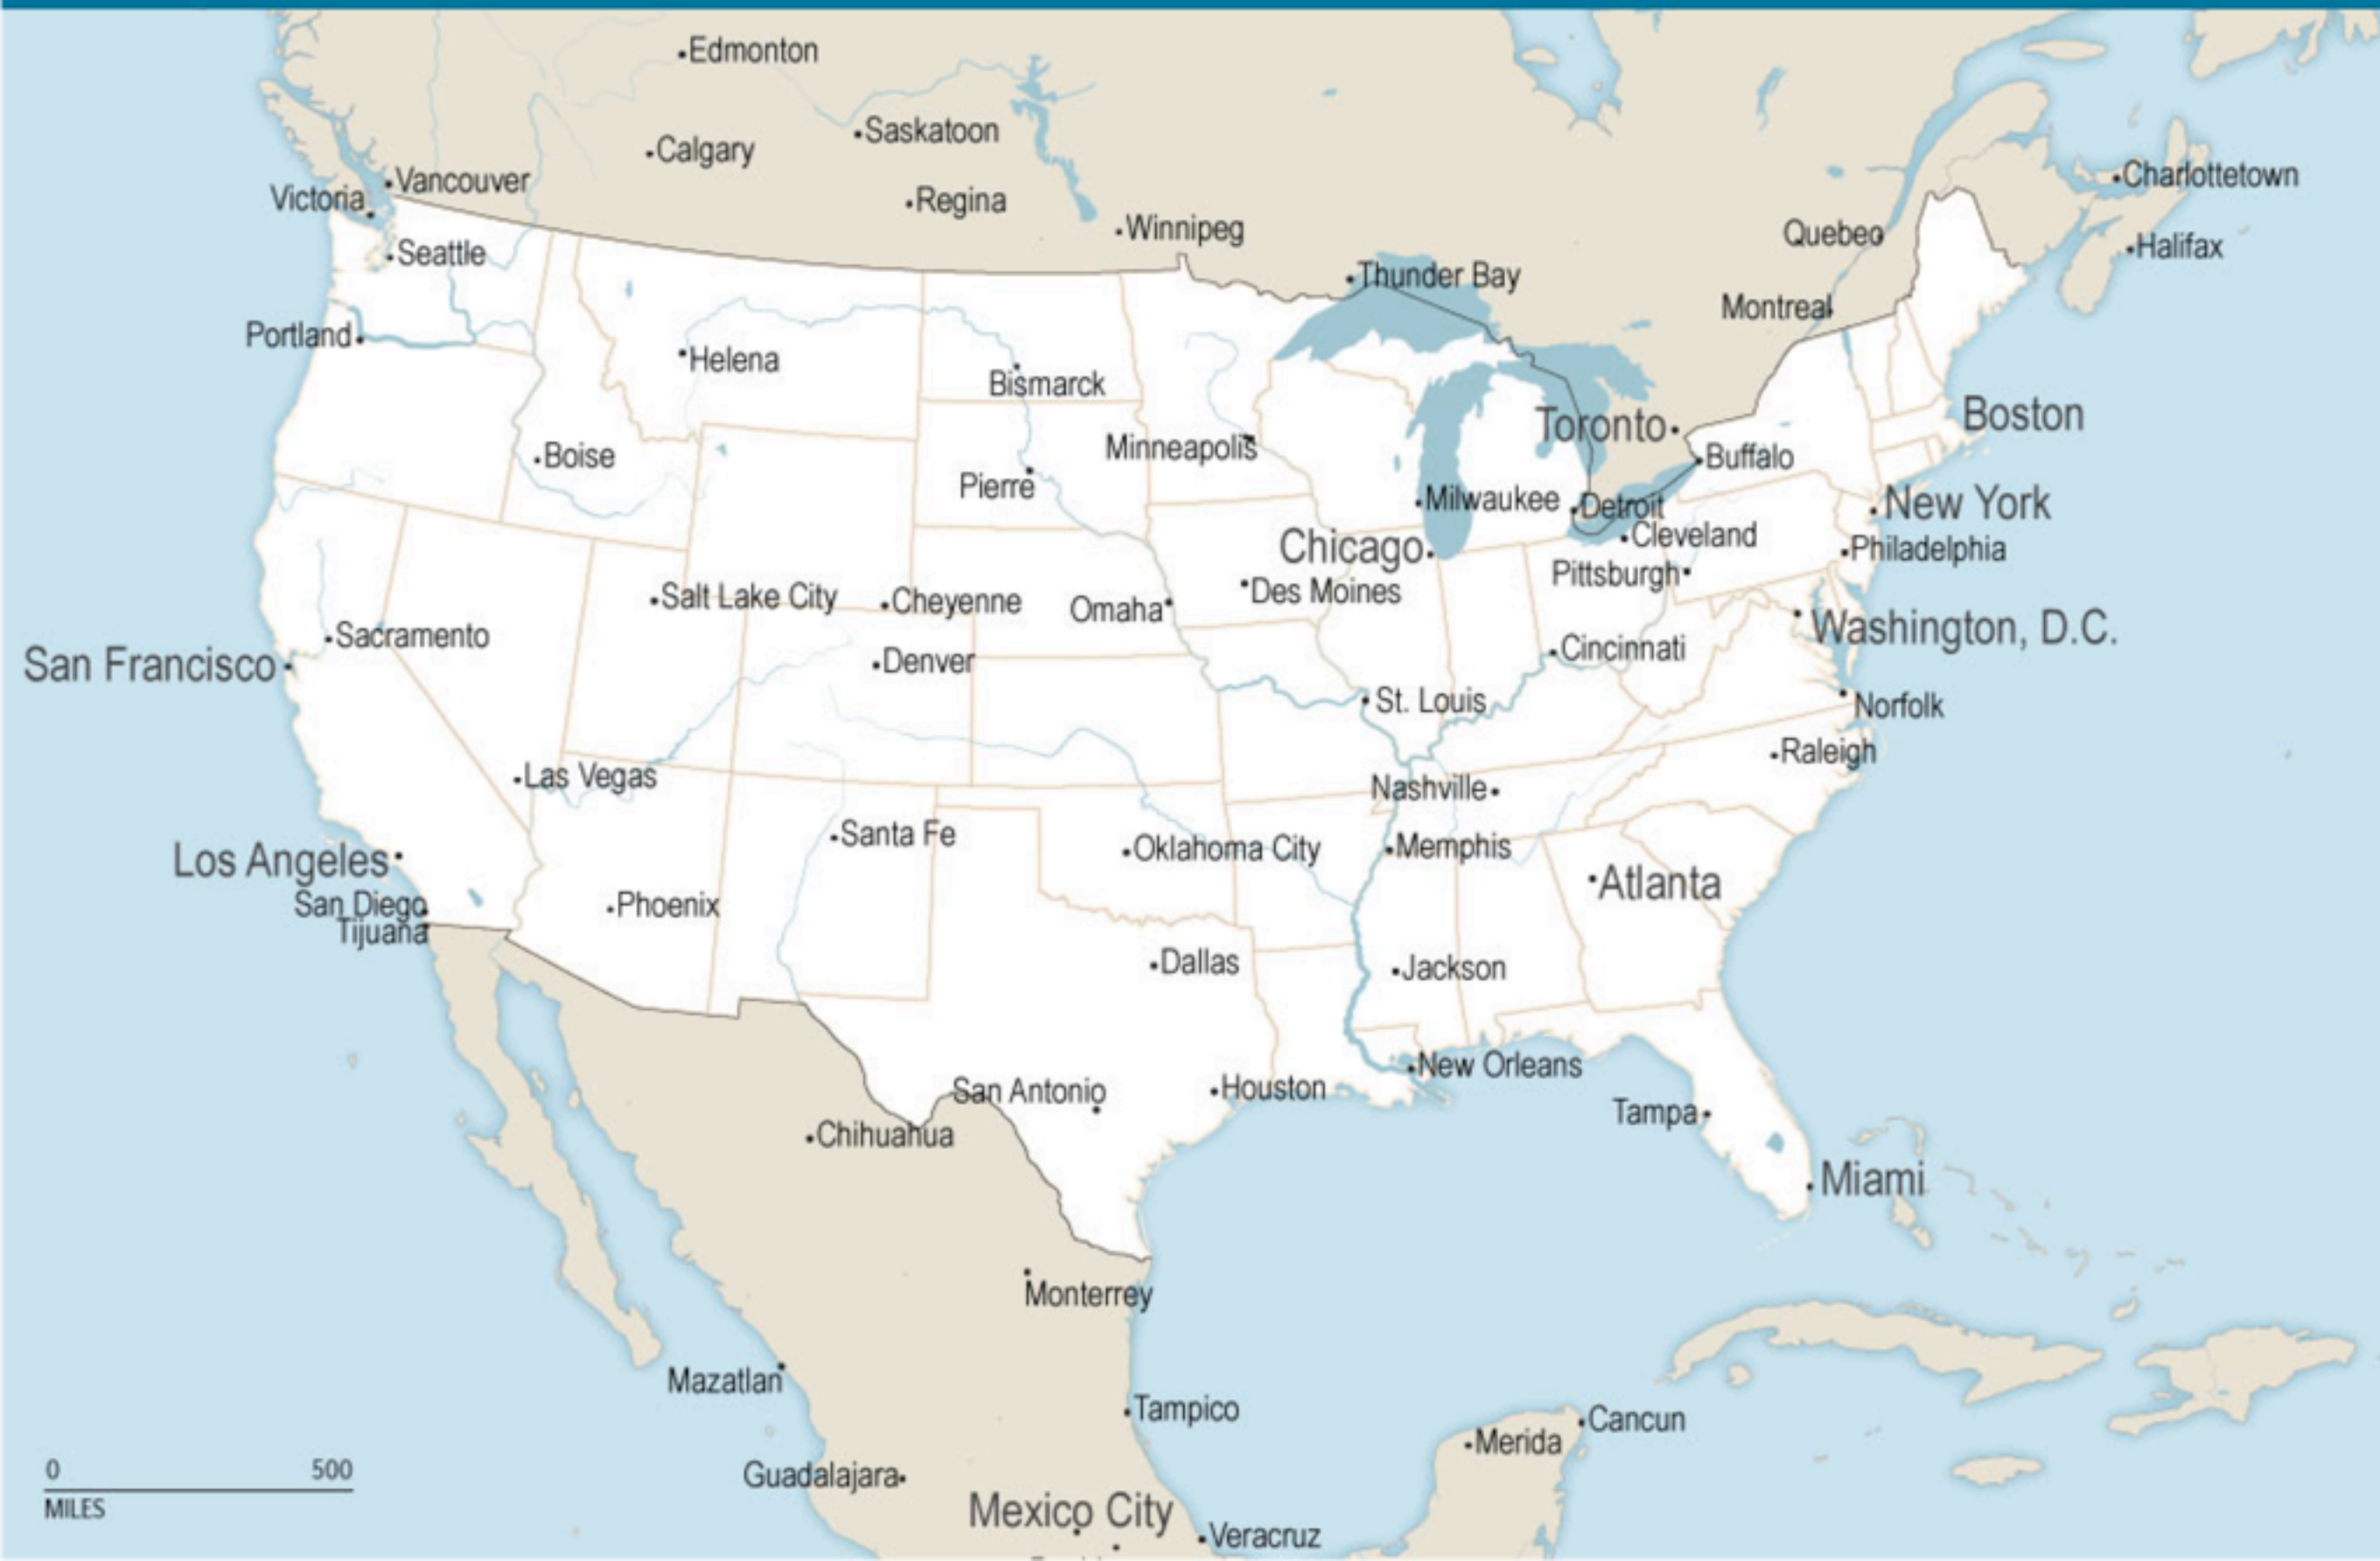 Edmonton
Saskatoon
Calgary
Charlottetown
Vancouver
Victoria
Regina
Winnipeg
Quebec
Halifax
Seattle
Thunder Bay
Montreal
Portland
Helena
Bismarck
Boston
Toronto
Minneapolis
Boise
Buffalo
Pierre
Milwaukee
Detroit
New York
Cleveland
Chicago
Philadelphia
Pittsburgh
Des Moines
Salt Lake City
Cheyenne
Omaha
Washington, D.C.
Sacramento
Cincinnati
San Francisco
Denver
St. Louis
Norfolk
Raleigh
Las Vegas
Nashville
Santa Fe
Oklahoma City
Memphis
Los Angeles
Atlanta
San Diego
Phoenix
Tijuana
Dallas
Jackson
New Orleans
San Antonio
Houston
Tampa
Chihuahua
Miami
Monterrey
Mazatlan
Tampico
Cancun
Merida
0 500
MILES
Guadalajara
Mexico City
Veracruz